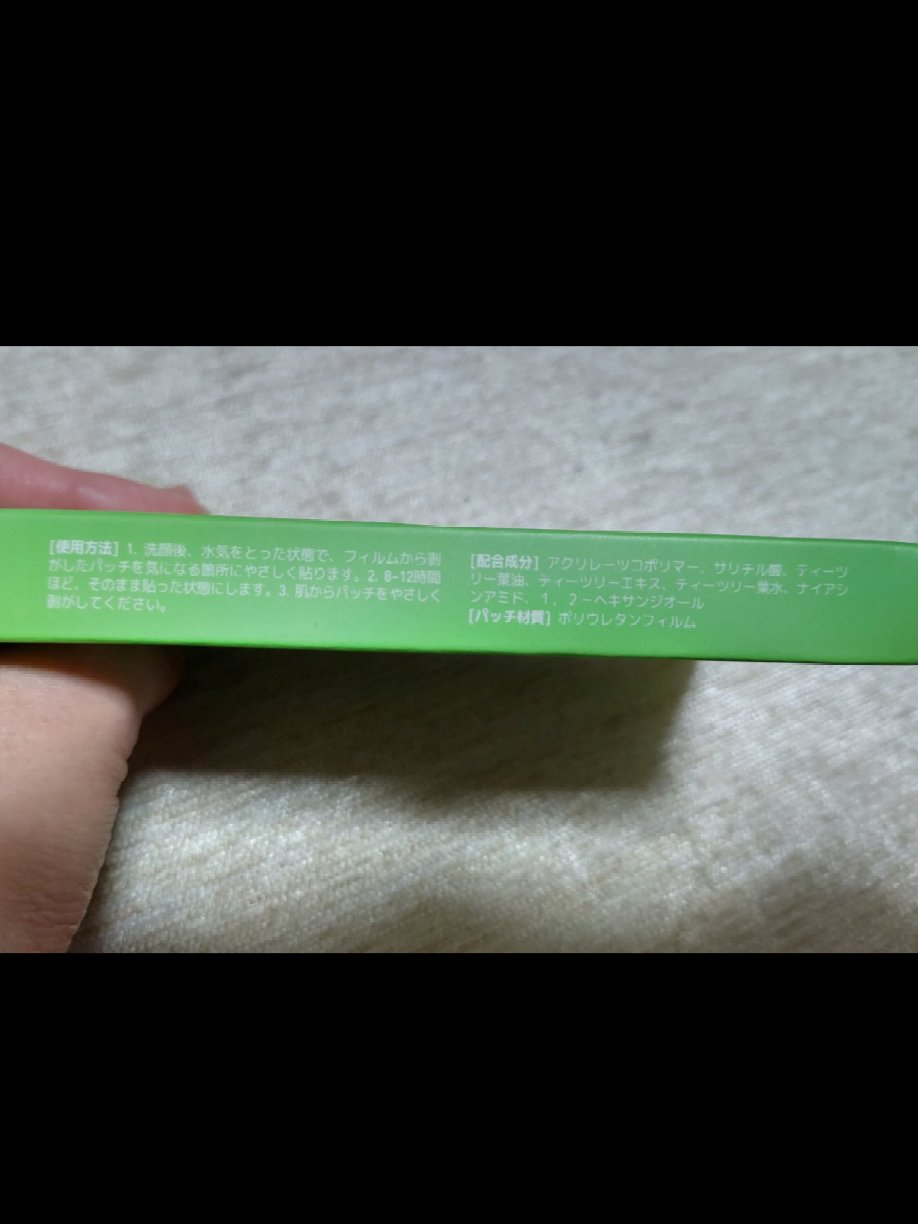 [使用方法] 1. 洗顔後、水気をとった状態で、フィルムから剥
がしたパッチを気になる箇所にやさしく貼ります。2. 8-12時間
ほど、そのまま貼った状態にします。3. 肌からパッチをやさしく
剥がしてください。
[配合成分] アクリレーツコポリマー、サリチル酸、ティーツ
リー葉油、ティーツリーエキス、ティーツリー葉水、ナイアシ
ンアミド、1，2－ヘキサンジオール
[パッチ材質] ポリウレタンフィルム